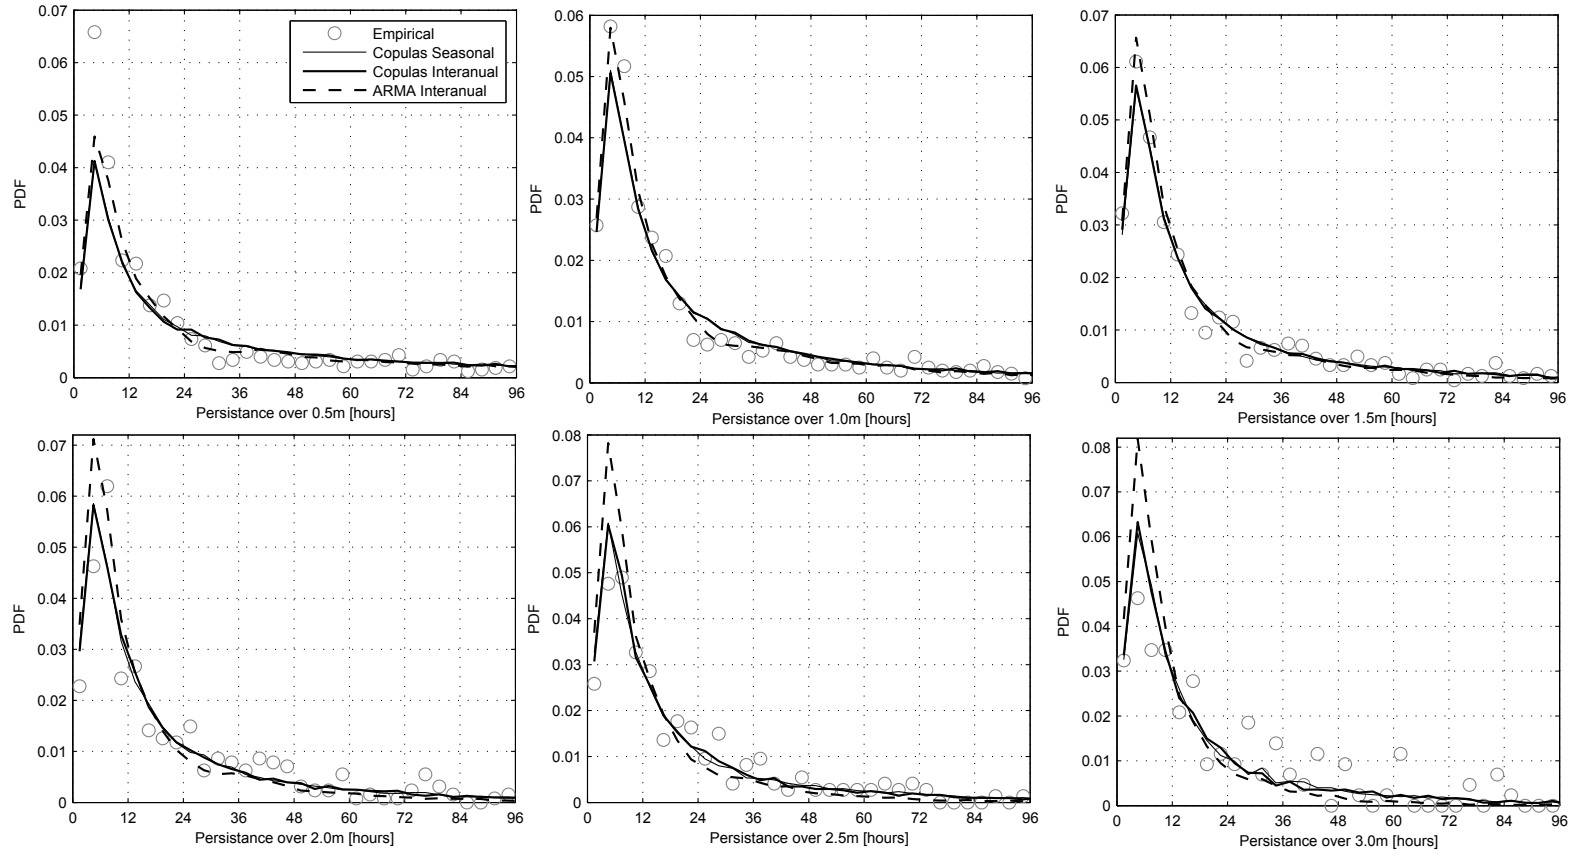 Empirical
Copulas Seasonal
Copulas Interanual
ARMA Interanual
PDF
0.07
0.06
0.05
0.04
0.03
0.02
0.01
0
0 12 24 36 48 60 72 84 96
Persistance over 0.5m [hours]
PDF
0.06
0.05
0.04
0.03
0.02
0.01
0
0 12 24 36 48 60 72 84 96
Persistance over 1.0m [hours]
PDF
0.07
0.06
0.05
0.04
0.03
0.02
0.01
0
0 12 24 36 48 60 72 84 96
Persistance over 1.5m [hours]
PDF
0.07
0.06
0.05
0.04
0.03
0.02
0.01
0
0 12 24 36 48 60 72 84 96
Persistance over 2.0m [hours]
PDF
0.08
0.07
0.06
0.05
0.04
0.03
0.02
0.01
0
0 12 24 36 48 60 72 84 96
Persistance over 2.5m [hours]
PDF
0.08
0.07
0.06
0.05
0.04
0.03
0.02
0.01
0
0 12 24 36 48 60 72 84 96
Persistance over 3.0m [hours]